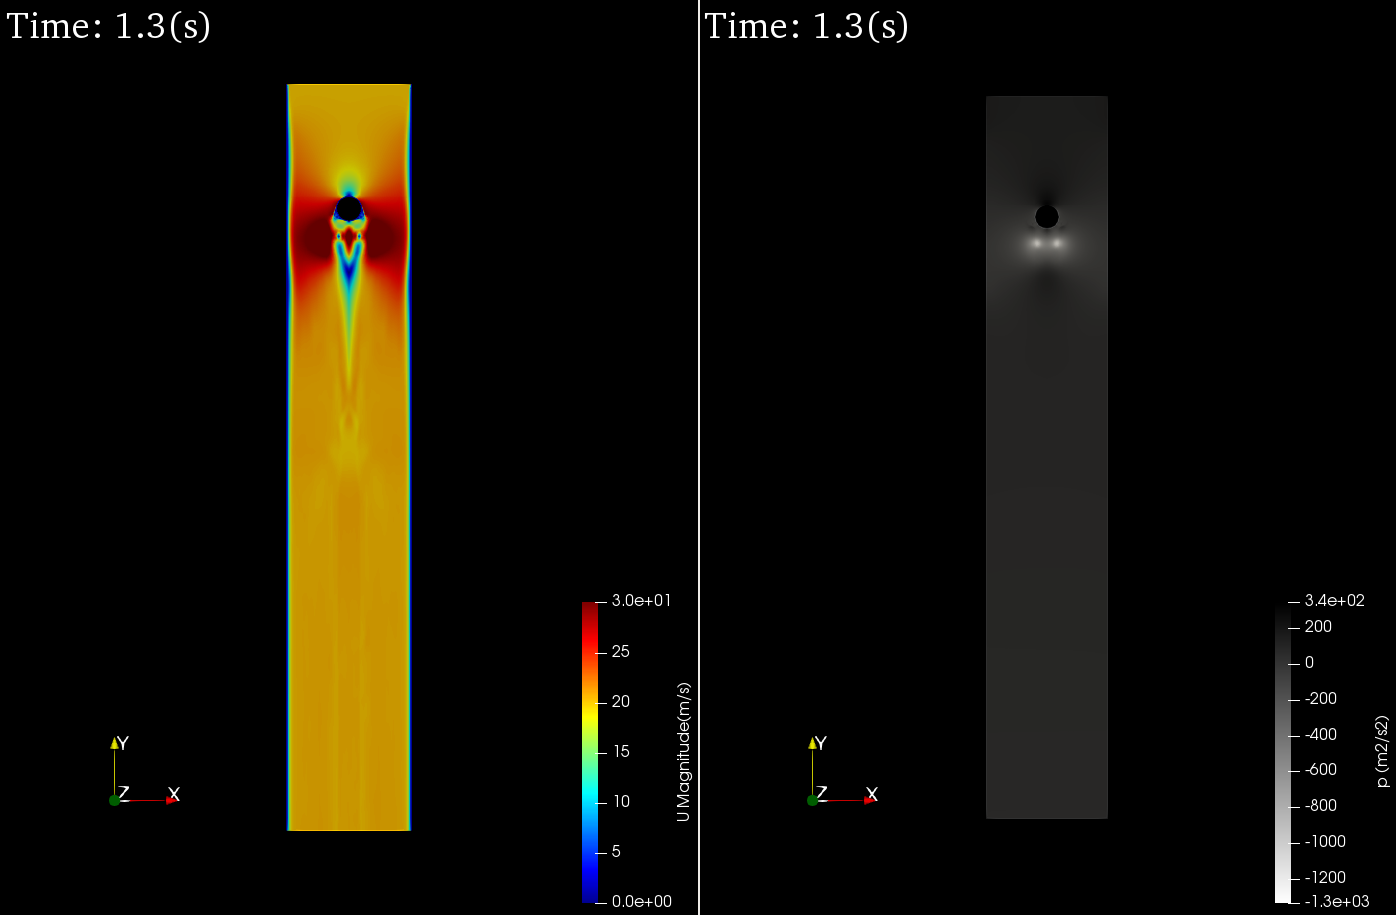 Time: 1.3(s)
3.0e+01
25
20
15
10
5
0.0e+00
U Magnitude(m/s)
Y
Z
X
Time: 1.3(s)
3.4e+02
200
0
-200
-400
-600
-800
-1000
-1200
-1.3e+03
p (m2/s2)
Y
Z
X